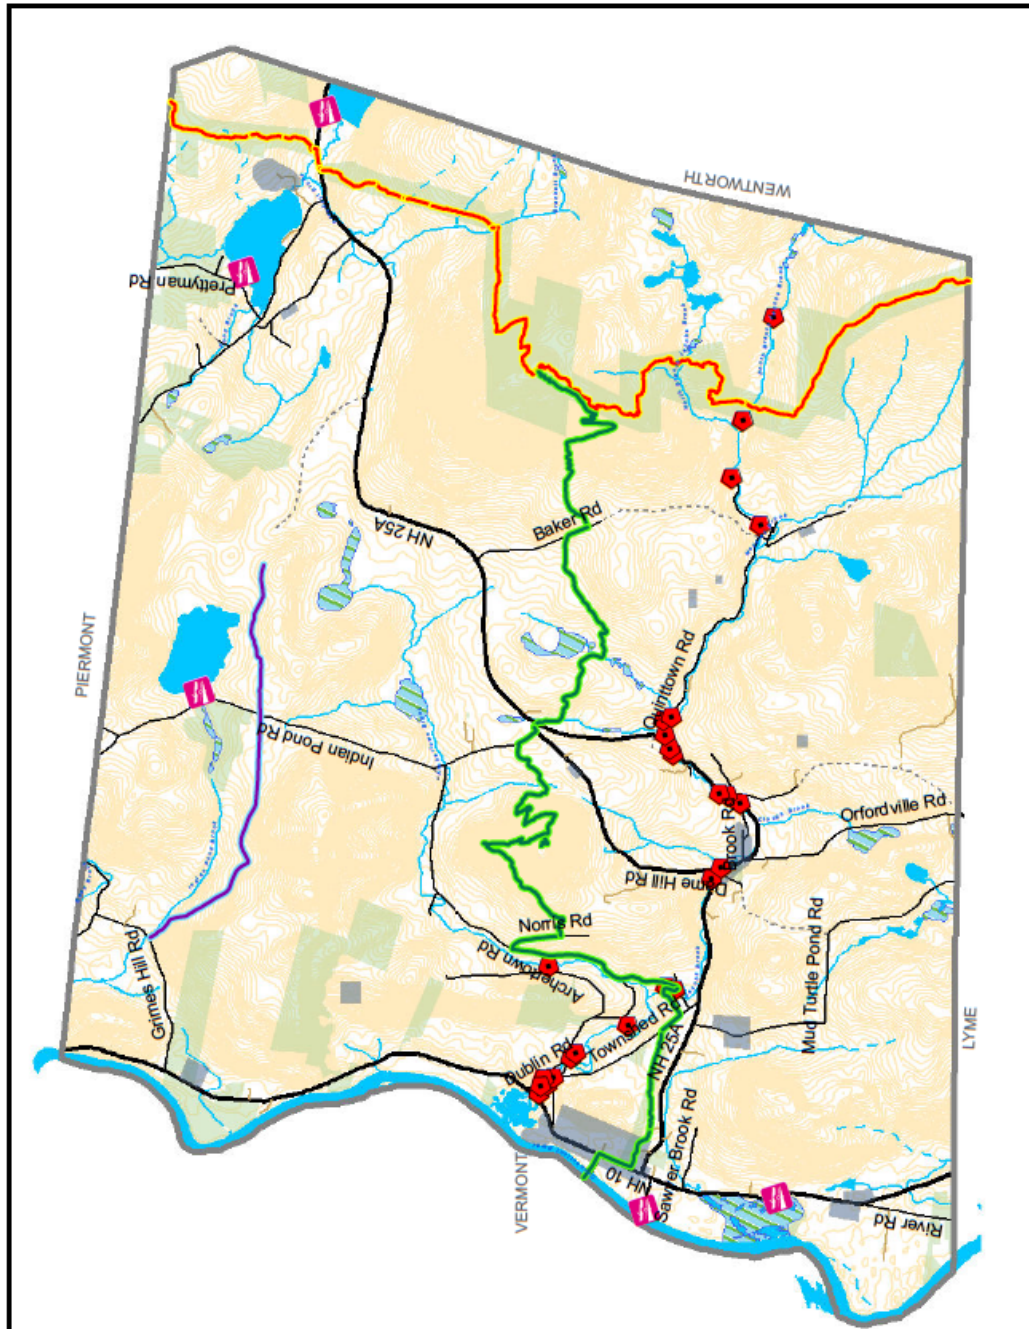 WENTWORTH
Prettyman Rd
NH 25A
Baker Rd
PIERMONT
Quinttown Rd
Indian Pond Rd
Orfordville Rd
Brook Rd
Dame Hill Rd
Norris Rd
Archertown Rd
Grimes Hill Rd
Mud Turtle Pond Rd
Townshed Rd
LYME
Dublin Rd
NH 25A
Sawyer Brook Rd
VERMONT
NH 10
River Rd